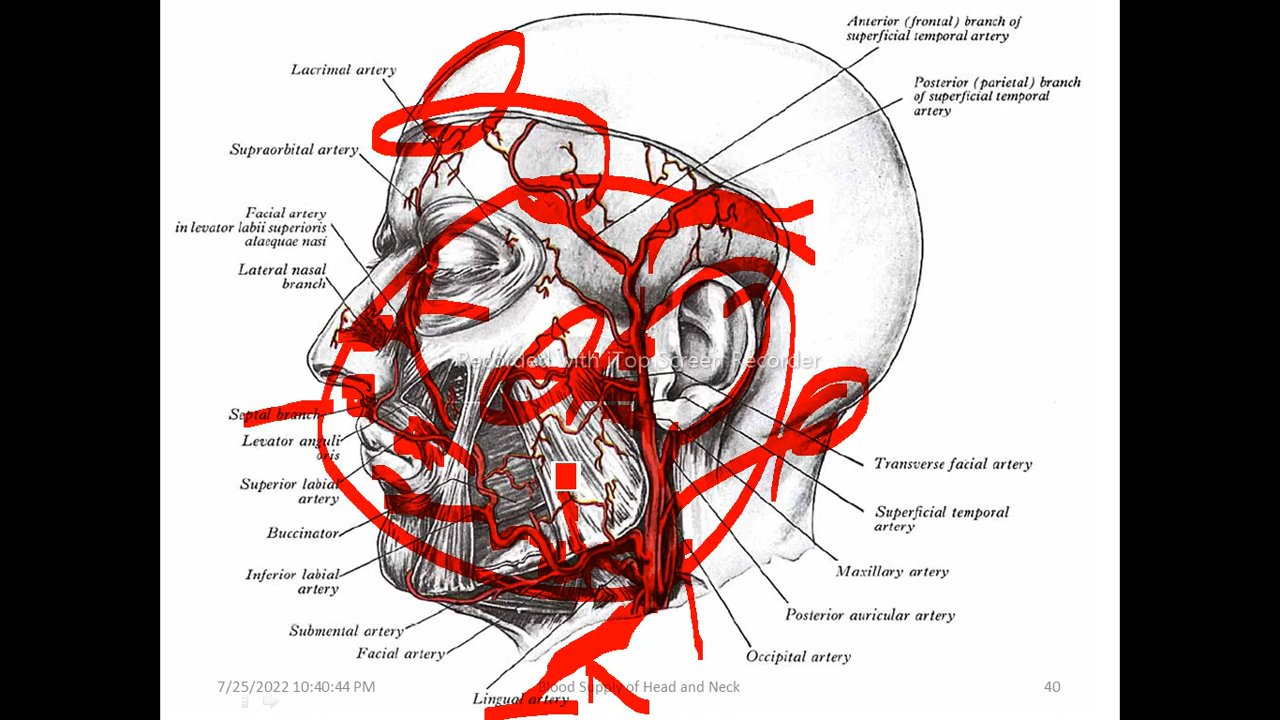 Anterior (frontal) branch of
superficial temporal artery
Lacrimal artery
Posterior (parietal) branch
of superficial temporal
artery
Supraorbital artery
Facial artery
in levator labii superioris
alaequae nasi
Lateral nasal
branch
Recorded with iTop Screen Recorder
Septal branch
Levator anguli
oris
Transverse facial artery
Superior labial
artery
Superficial temporal
artery
Buccinator
Maxillary artery
Inferior labial
artery
Posterior auricular artery
Submental artery
Facial artery
Occipital artery
7/25/2022 10:40:44 PM
Blood Supply of Head and Neck
40
Lingual artery